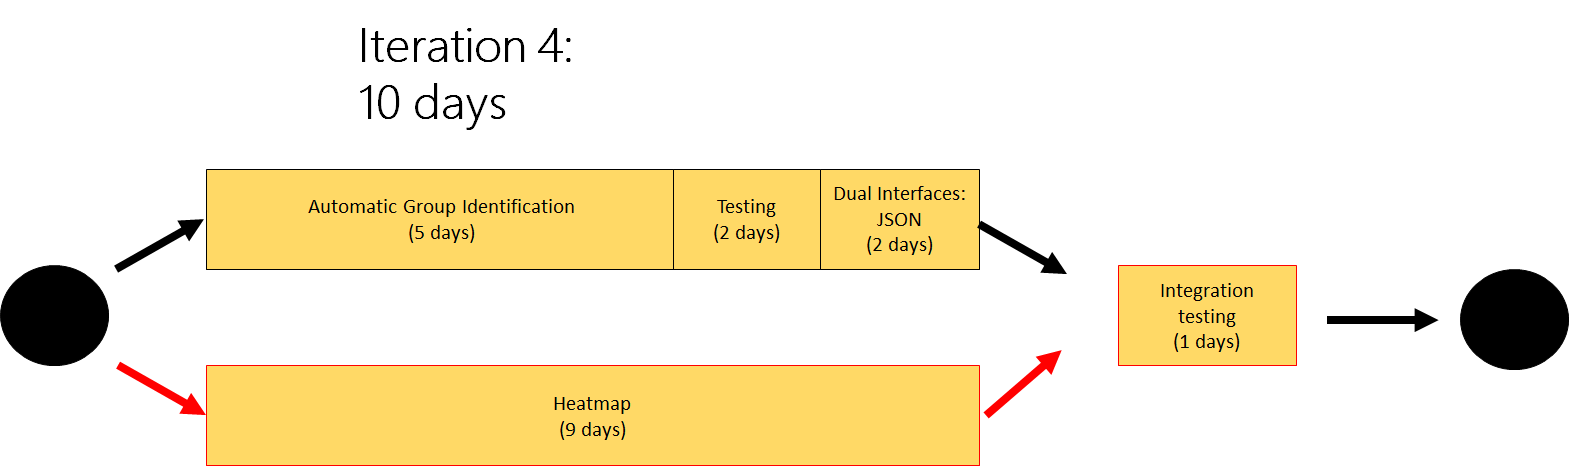 Iteration 4:
10 days
Automatic Group Identification
(5 days)
Testing
(2 days)
Dual Interfaces:
JSON
(2 days)
Integration
testing
(1 days)
Heatmap
(9 days)